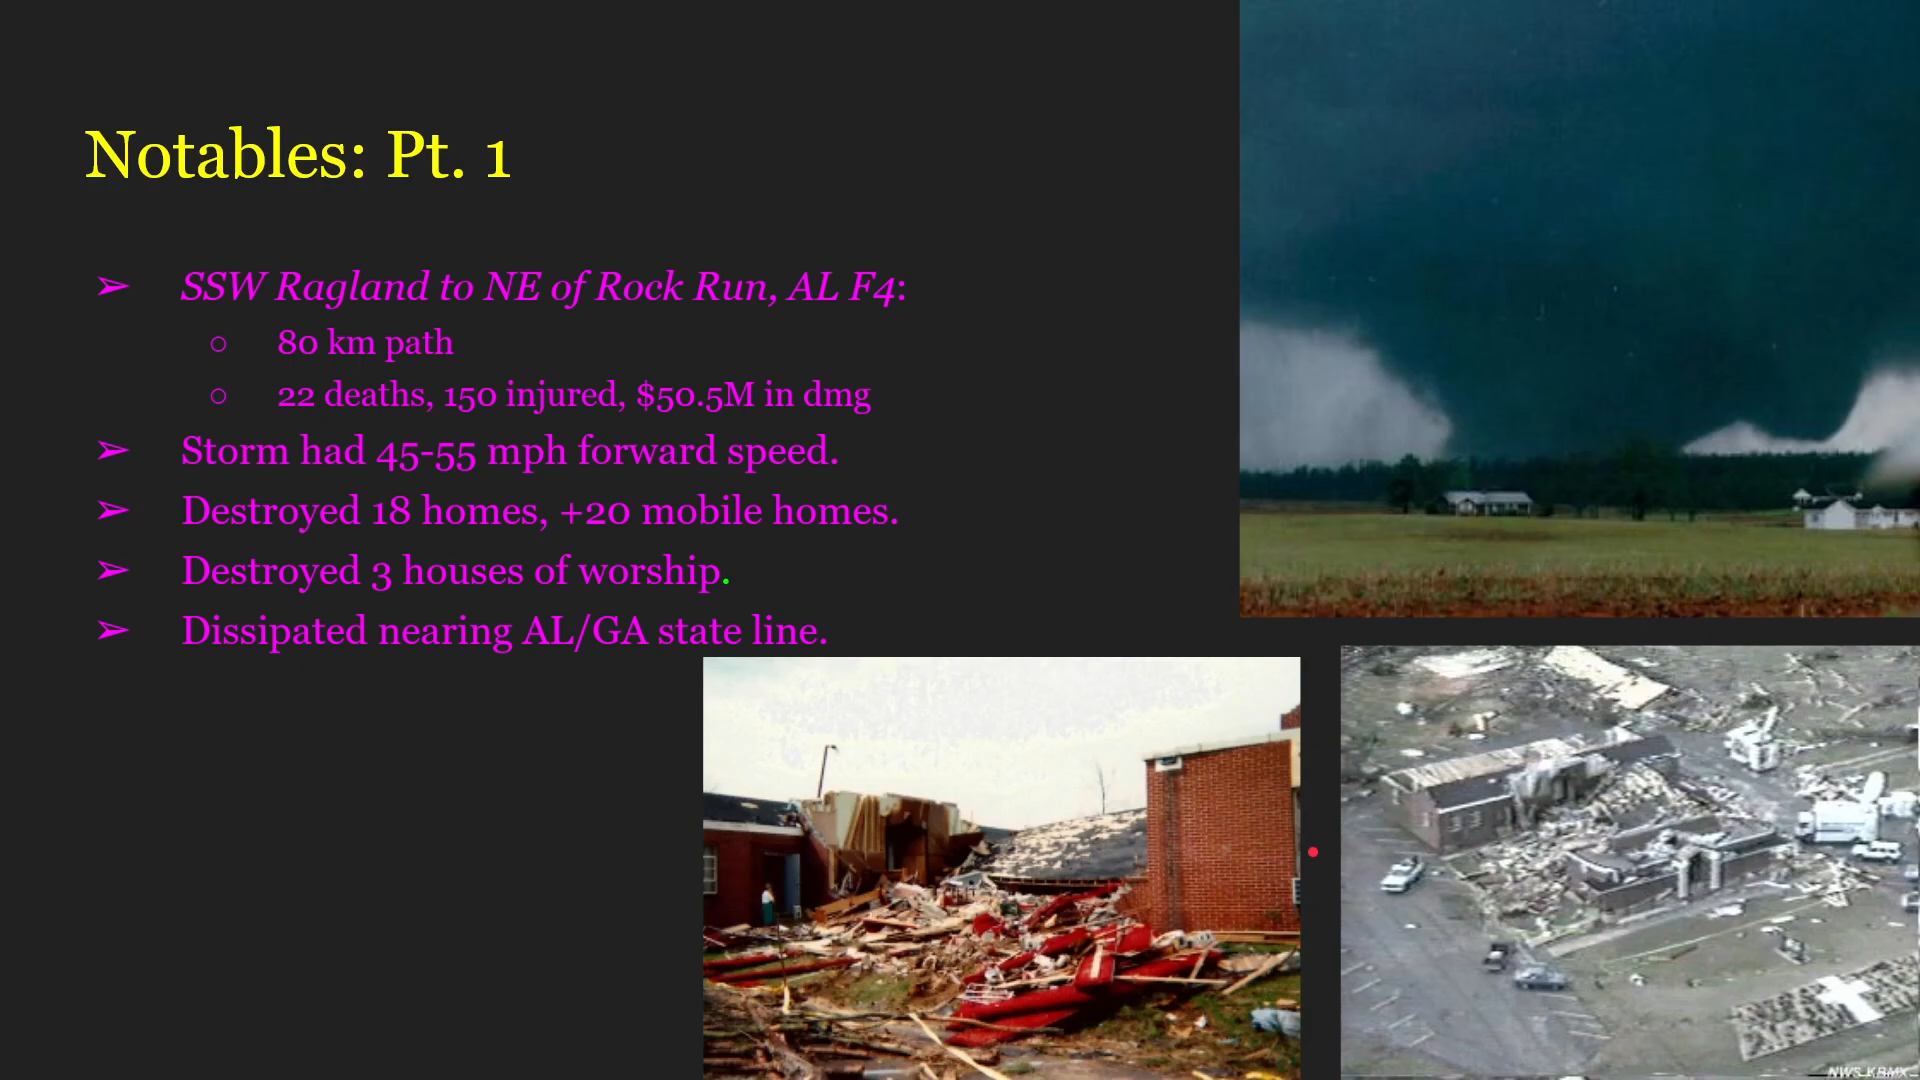 Notables: Pt. 1
➢ SSW Ragland to NE of Rock Run, AL F4:
○ 80 km path
○ 22 deaths, 150 injured, $50.5M in dmg
➢ Storm had 45-55 mph forward speed.
➢ Destroyed 18 homes, +20 mobile homes.
➢ Destroyed 3 houses of worship.
➢ Dissipated nearing AL/GA state line.
NWS KBMX